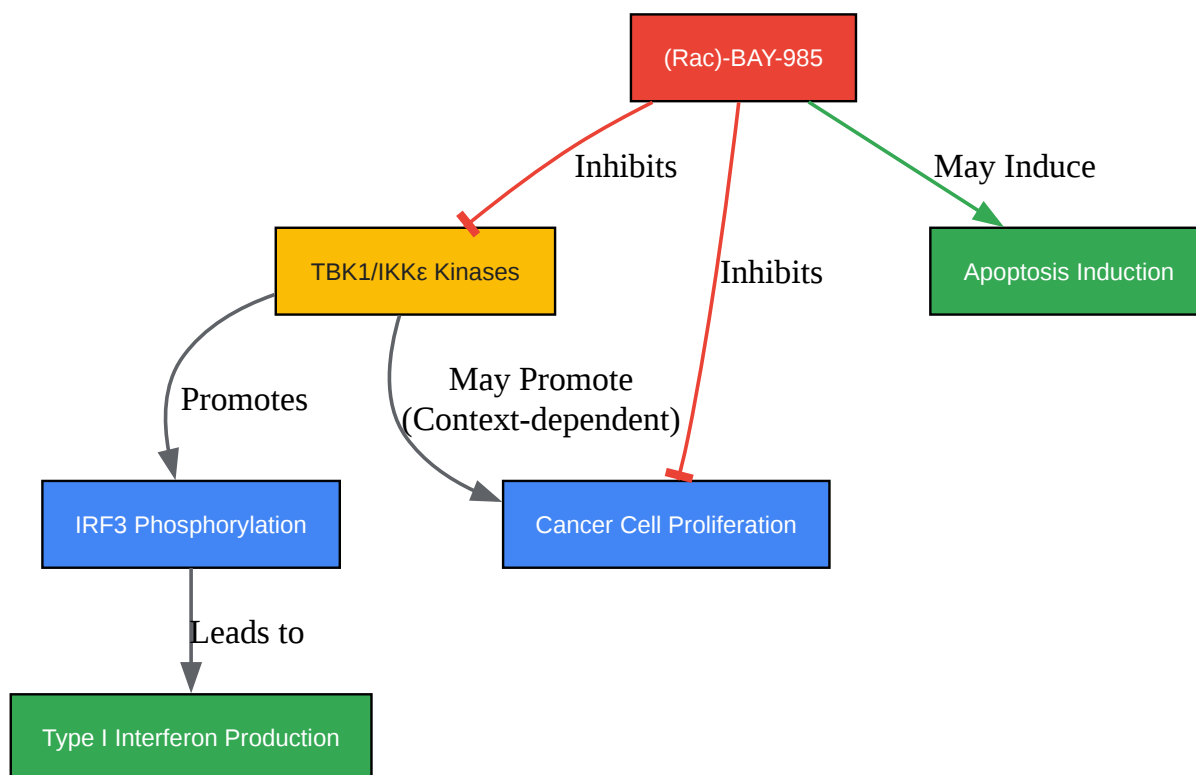 (Rac)-BAY-985
Inhibits
May Induce
TBK1/IKKε Kinases
Inhibits
Apoptosis Induction
Promotes
May Promote
(Context-dependent)
IRF3 Phosphorylation
Cancer Cell Proliferation
Leads to
Type I Interferon Production